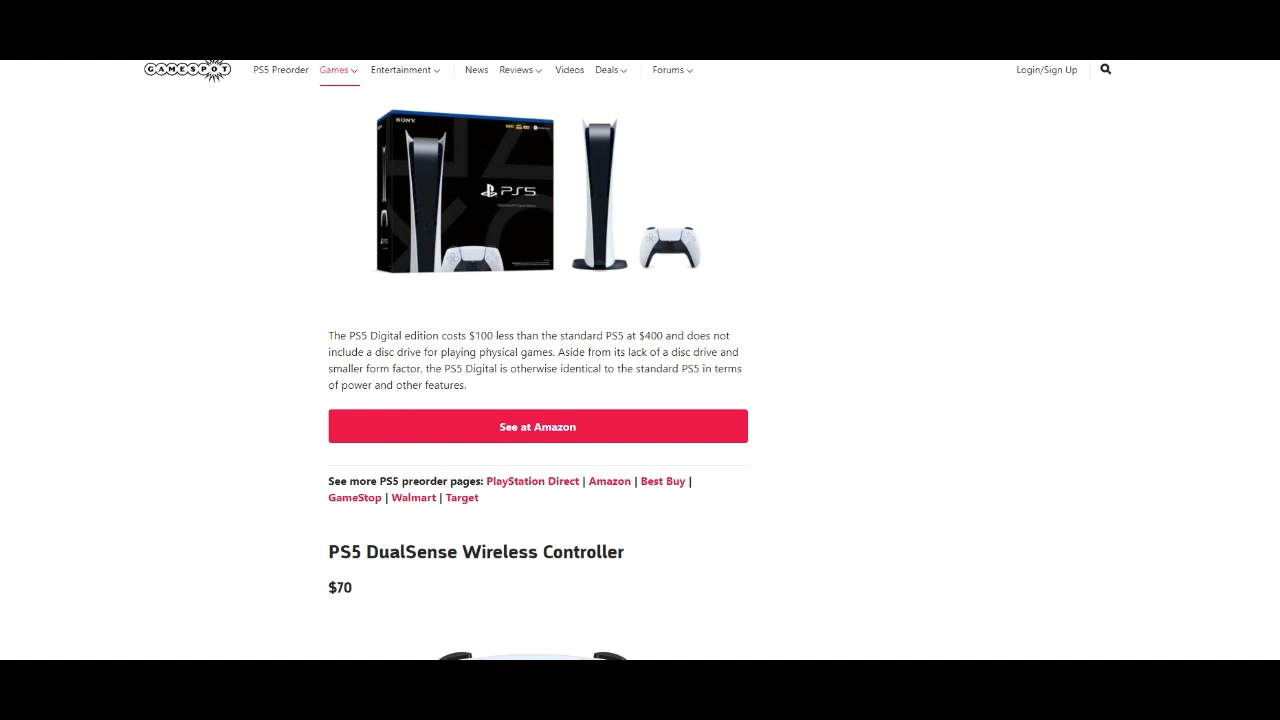 GAMESPOT PS5 Preorder Games Entertainment News Reviews Videos Deals Forums Login/Sign Up
SONY
PS5
The PS5 Digital edition costs $100 less than the standard PS5 at $400 and does not
include a disc drive for playing physical games. Aside from its lack of a disc drive and
smaller form factor, the PS5 Digital is otherwise identical to the standard PS5 in terms
of power and other features.
See at Amazon
See more PS5 preorder pages: PlayStation Direct | Amazon | Best Buy |
GameStop | Walmart | Target
PS5 DualSense Wireless Controller
$70